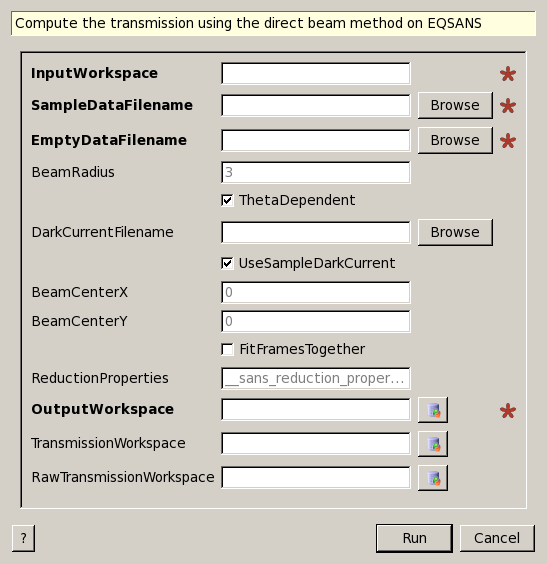 Compute the transmission using the direct beam method on EQSANS
InputWorkspace
SampleDataFilename Browse
EmptyDataFilename Browse
BeamRadius 3
ThetaDependent
DarkCurrentFilename Browse
UseSampleDarkCurrent
BeamCenterX 0
BeamCenterY 0
FitFramesTogether
ReductionProperties __sans_reduction_proper...
OutputWorkspace
TransmissionWorkspace
RawTransmissionWorkspace
? Run Cancel